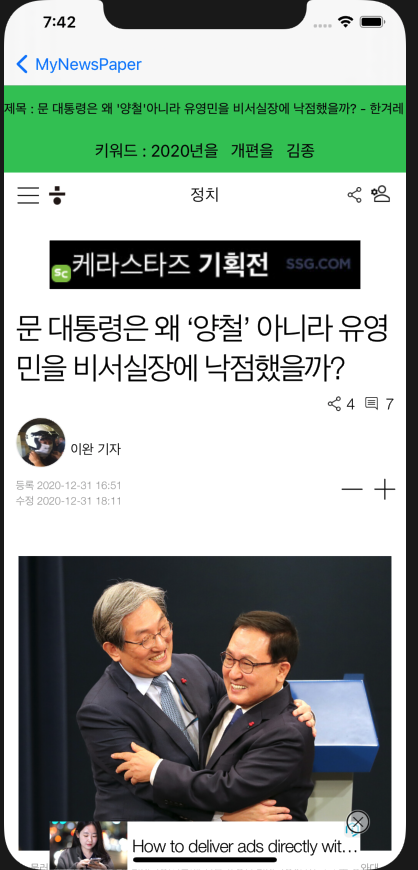 7:42
MyNewsPaper
제목 : 문 대통령은 왜 '양철'아니라 유영민을 비서실장에 낙점했을까? - 한겨레
키워드 : 2020년을 개편을 김종
정치
sc 케라스타즈 기획전 SSG.COM
문 대통령은 왜 ‘양철’ 아니라 유영
민을 비서실장에 낙점했을까?
4 7
이완 기자
등록 2020-12-31 16:51
수정 2020-12-31 18:11
How to deliver ads directly wit...